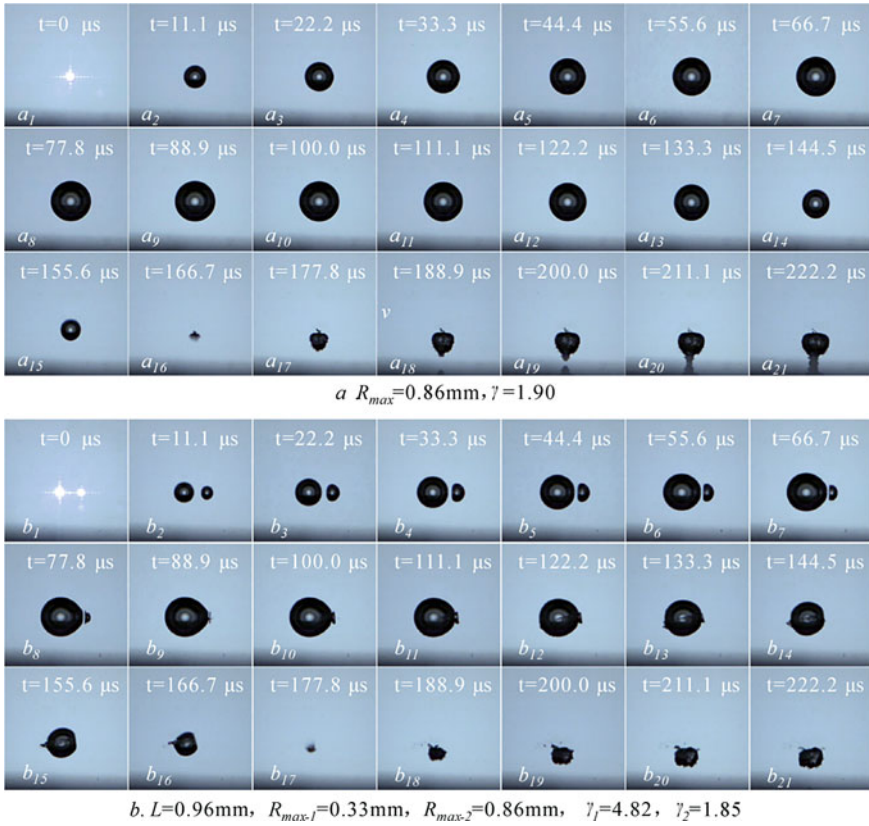 t=0 μs t=11.1 μs t=22.2 μs t=33.3 μs t=44.4 μs t=55.6 μs t=66.7 μs
a1 a2 a3 a4 a5 a6 a7
t=77.8 μs t=88.9 μs t=100.0 μs t=111.1 μs t=122.2 μs t=133.3 μs t=144.5 μs
a8 a9 a10 a11 a12 a13 a14
t=155.6 μs t=166.7 μs t=177.8 μs t=188.9 μs t=200.0 μs t=211.1 μs t=222.2 μs
v
a15 a16 a17 a18 a19 a20 a21
a Rmax=0.86mm, γ=1.90
t=0 μs t=11.1 μs t=22.2 μs t=33.3 μs t=44.4 μs t=55.6 μs t=66.7 μs
b1 b2 b3 b4 b5 b6 b7
t=77.8 μs t=88.9 μs t=100.0 μs t=111.1 μs t=122.2 μs t=133.3 μs t=144.5 μs
b8 b9 b10 b11 b12 b13 b14
t=155.6 μs t=166.7 μs t=177.8 μs t=188.9 μs t=200.0 μs t=211.1 μs t=222.2 μs
b15 b16 b17 b18 b19 b20 b21
b. L=0.96mm, Rmax-1=0.33mm, Rmax-2=0.86mm, γ1=4.82, γ2=1.85